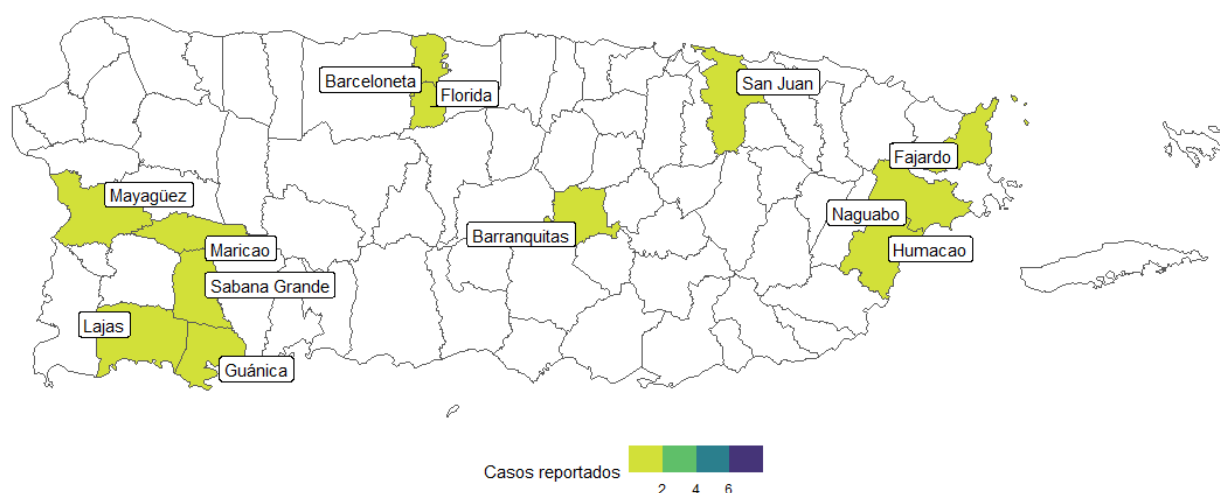 Barceloneta
Florida
San Juan
Fajardo
Mayagüez
Naguabo
Barranquitas
Maricao
Humacao
Sabana Grande
Lajas
Guánica
Casos reportados
2 4 6